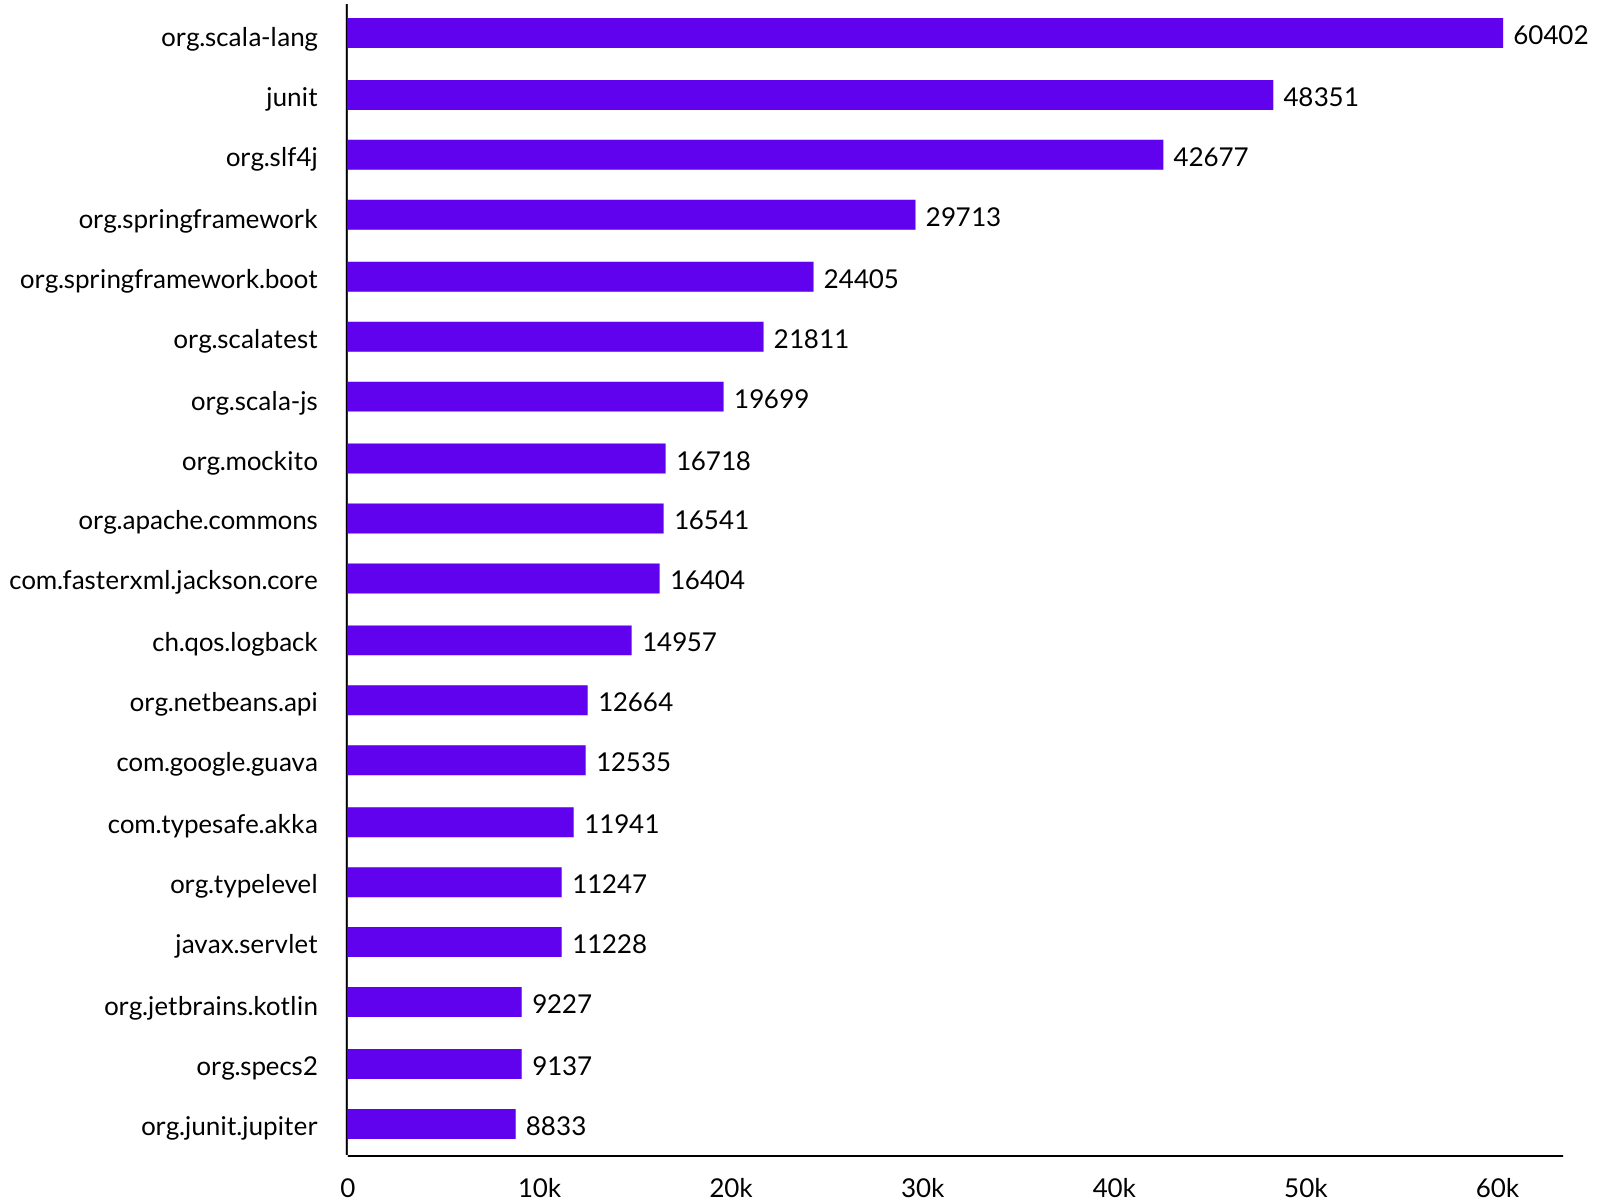 org.scala-lang 60402
junit 48351
org.slf4j 42677
org.springframework 29713
org.springframework.boot 24405
org.scalatest 21811
org.scala-js 19699
org.mockito 16718
org.apache.commons 16541
com.fasterxml.jackson.core 16404
ch.qos.logback 14957
org.netbeans.api 12664
com.google.guava 12535
com.typesafe.akka 11941
org.typelevel 11247
javax.servlet 11228
org.jetbrains.kotlin 9227
org.specs2 9137
org.junit.jupiter 8833
0 10k 20k 30k 40k 50k 60k